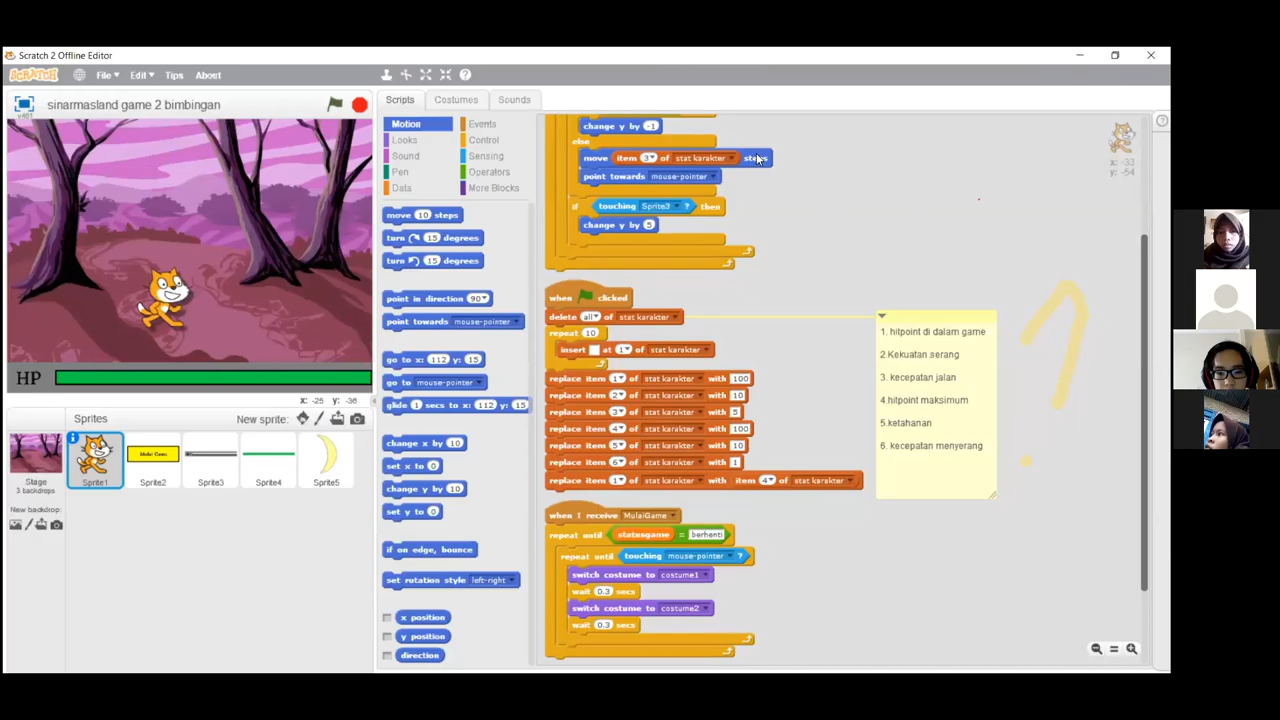 Scratch 2 Offline Editor
SCRATCH File Edit Tips About
sinarmasland game 2 bimbingan
v461
HP
x: -25 y: -36
Sprites New sprite:
Stage
3 backdrops
New backdrop:
Mulai Game
Sprite1 Sprite2 Sprite3 Sprite4 Sprite5
Scripts Costumes Sounds
Motion Events
Looks Control
Sound Sensing
Pen Operators
Data More Blocks
move 10 steps
turn 15 degrees
turn 15 degrees
point in direction 90
point towards mouse-pointer
go to x: 112 y: 15
go to mouse-pointer
glide 1 secs to x: 112 y: 15
change x by 10
set x to 0
change y by 10
set y to 0
if on edge, bounce
set rotation style left-right
x position
y position
direction
change y by -1
else
move item 3 of stat karakter steps
point towards mouse-pointer
if touching Sprite3 ? then
change y by 5
when clicked
delete all of stat karakter
repeat 10
insert at 1 of stat karakter
replace item 1 of stat karakter with 100
replace item 2 of stat karakter with 10
replace item 3 of stat karakter with 5
replace item 4 of stat karakter with 100
replace item 5 of stat karakter with 10
replace item 6 of stat karakter with 1
replace item 1 of stat karakter with item 4 of stat karakter
when I receive MulaiGame
repeat until statusgame = berhenti
repeat until touching mouse-pointer ?
switch costume to costume1
wait 0.3 secs
switch costume to costume2
wait 0.3 secs
1. hitpoint di dalam game
2.Kekuatan serang
3. kecepatan jalan
4.hitpoint maksimum
5.ketahanan
6. kecepatan menyerang
x: -33
y: -54